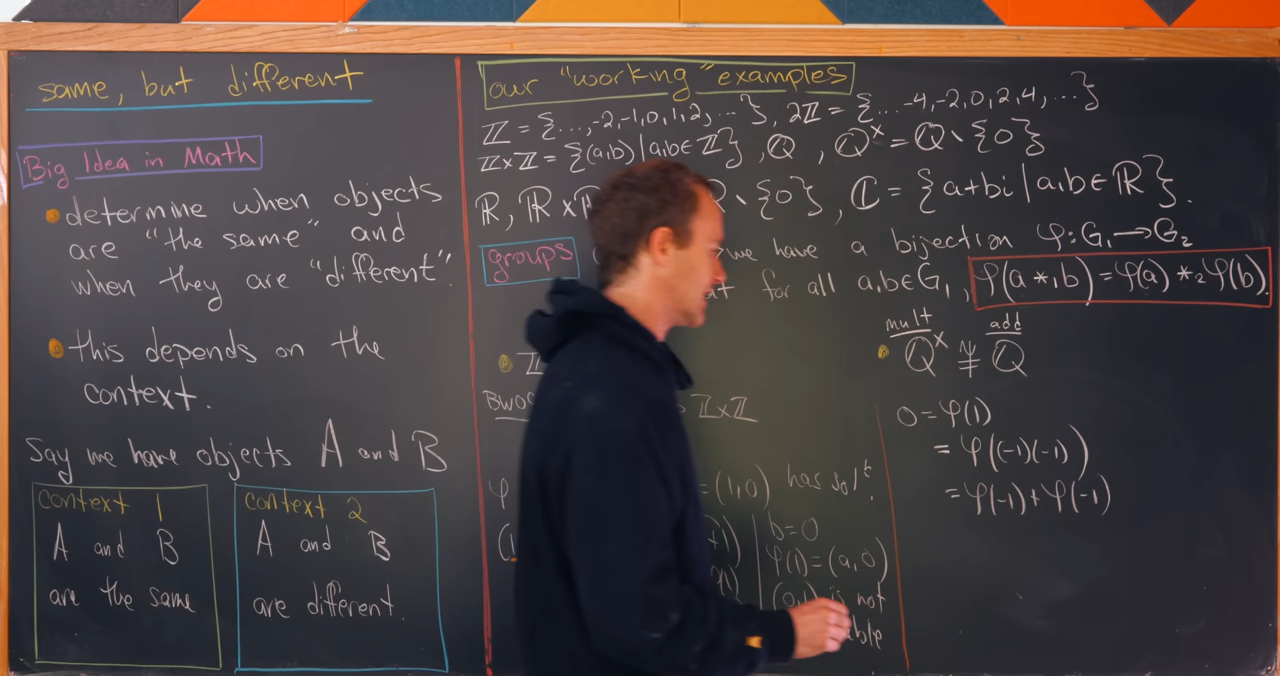 same, but different
Big Idea in Math
• determine when objects
are "the same" and
when they are "different".
• this depends on the
context.
Say we have objects A and B
context 1
A and B
are the same
context 2
A and B
are different.
our "working" examples
ℤ = {...,-2,-1,0,1,2,...}, 2ℤ = {...-4,-2,0,2,4,...}
ℤ×ℤ = {(a,b) | a,b∈ℤ}, ℚ, ℚˣ = ℚ∖{0}
ℝ, ℝ× ∖{0}, ℂ = {a+bi | a,b∈ℝ}.
groups we have a bijection φ:G₁→G₂
for all a,b∈G₁, φ(a *₁ b) = φ(a) *₂ φ(b).
• ℤ
BWOC ℤ×ℤ
φ =(1,0) has solⁿ.
b=0
φ(1)=(a,0)
is not
• mult ℚˣ ≇ add ℚ
0 = φ(1)
= φ((-1)(-1))
= φ(-1)+φ(-1)